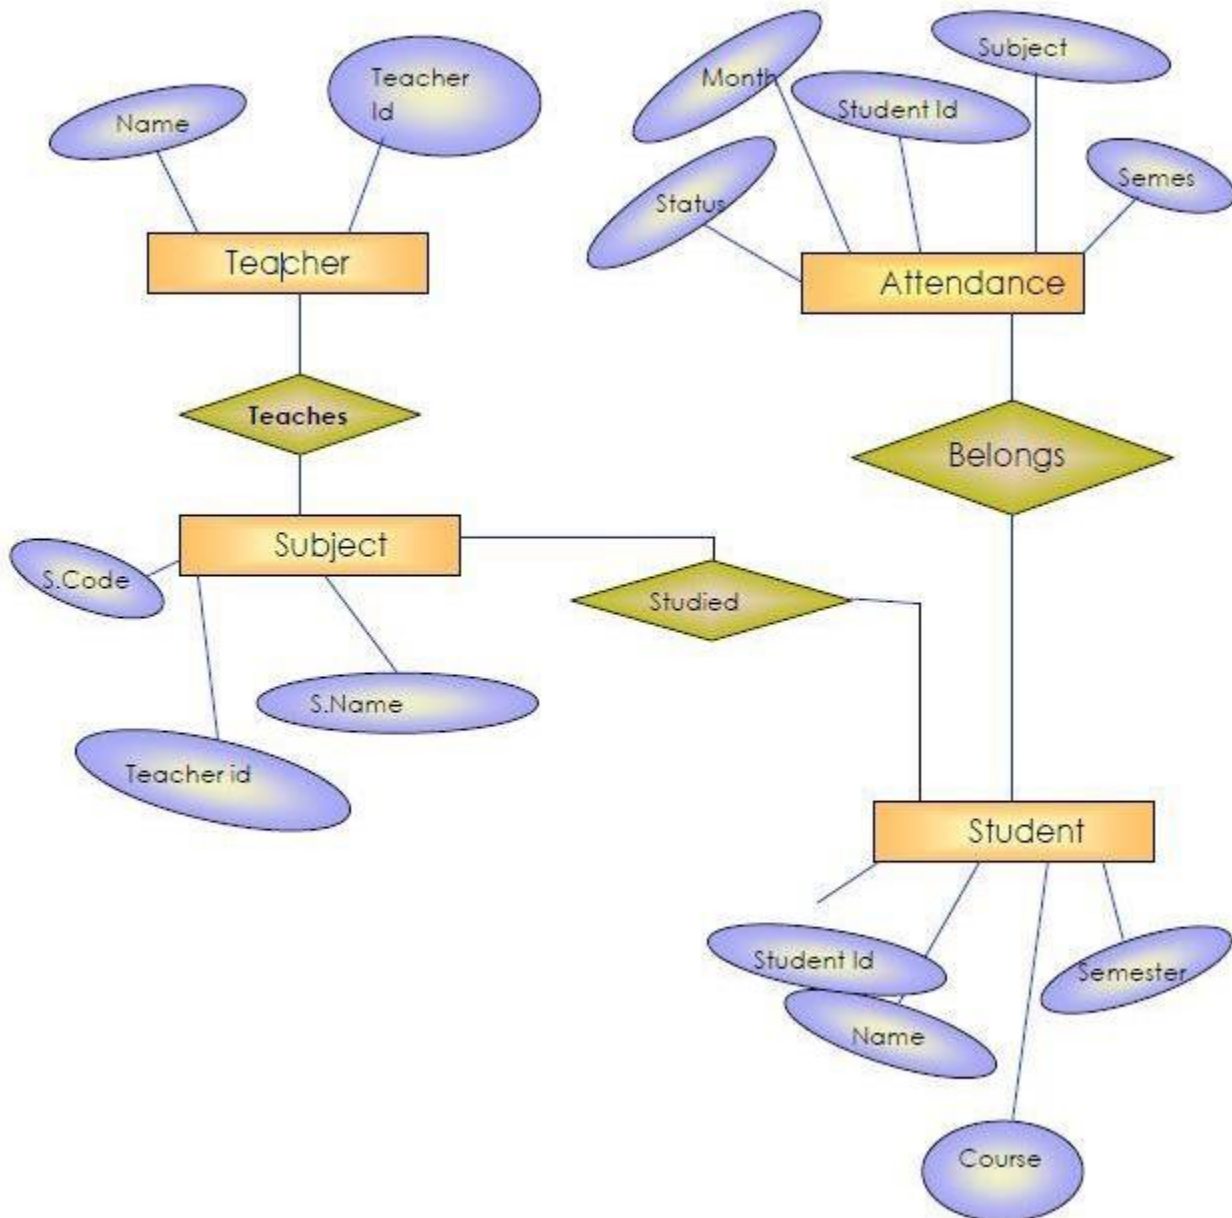 Subject
Month
Teacher
Id
Student Id
Name
Semes
Status
Teacher
Attendance
Teaches
Belongs
Subject
S.Code
Studied
S.Name
Teacher id
Student
Student Id
Semester
Name
Course